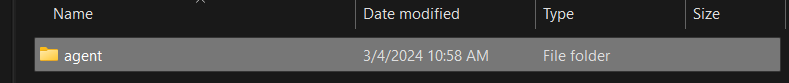 Name Date modified Type Size
agent 3/4/2024 10:58 AM File folder